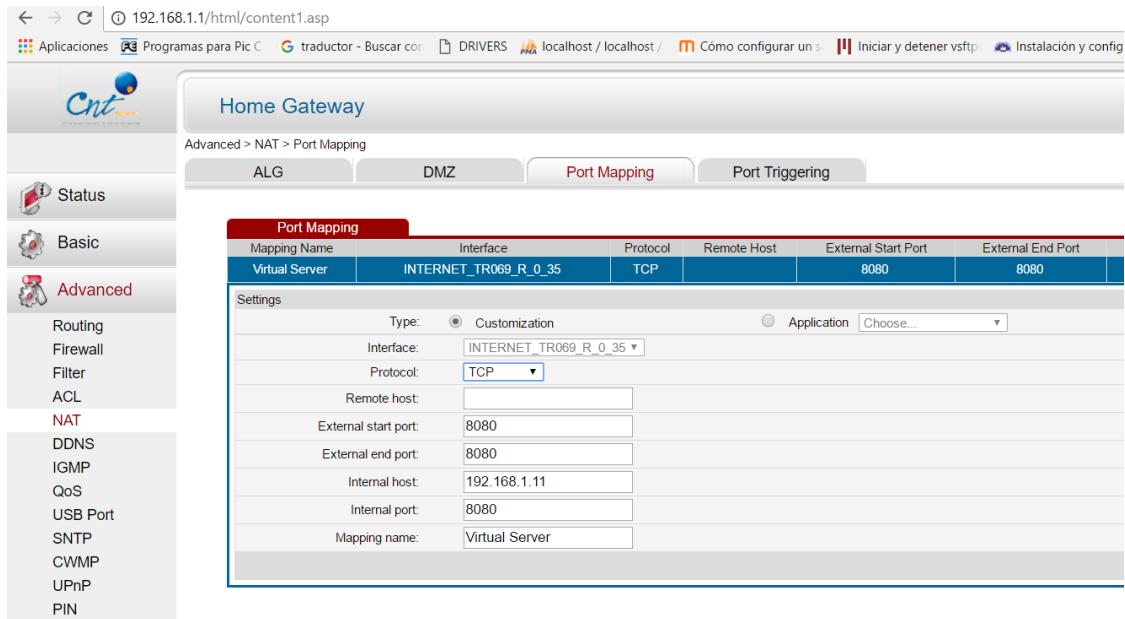 192.168.1.1/html/content1.asp
Aplicaciones Programas para Pic C traductor - Buscar con DRIVERS localhost / localhost / Cómo configurar un s Iniciar y detener vsftp Instalación y config
Cnt
Home Gateway
Advanced > NAT > Port Mapping
ALG DMZ Port Mapping Port Triggering
Status
Basic
Advanced
Routing
Firewall
Filter
ACL
NAT
DDNS
IGMP
QoS
USB Port
SNTP
CWMP
UPnP
PIN
Port Mapping
Mapping Name Interface Protocol Remote Host External Start Port External End Port
Virtual Server INTERNET_TR069_R_0_35 TCP 8080 8080
Settings
Type: Customization Application Choose...
Interface: INTERNET_TR069_R_0_35
Protocol: TCP
Remote host:
External start port: 8080
External end port: 8080
Internal host: 192.168.1.11
Internal port: 8080
Mapping name: Virtual Server